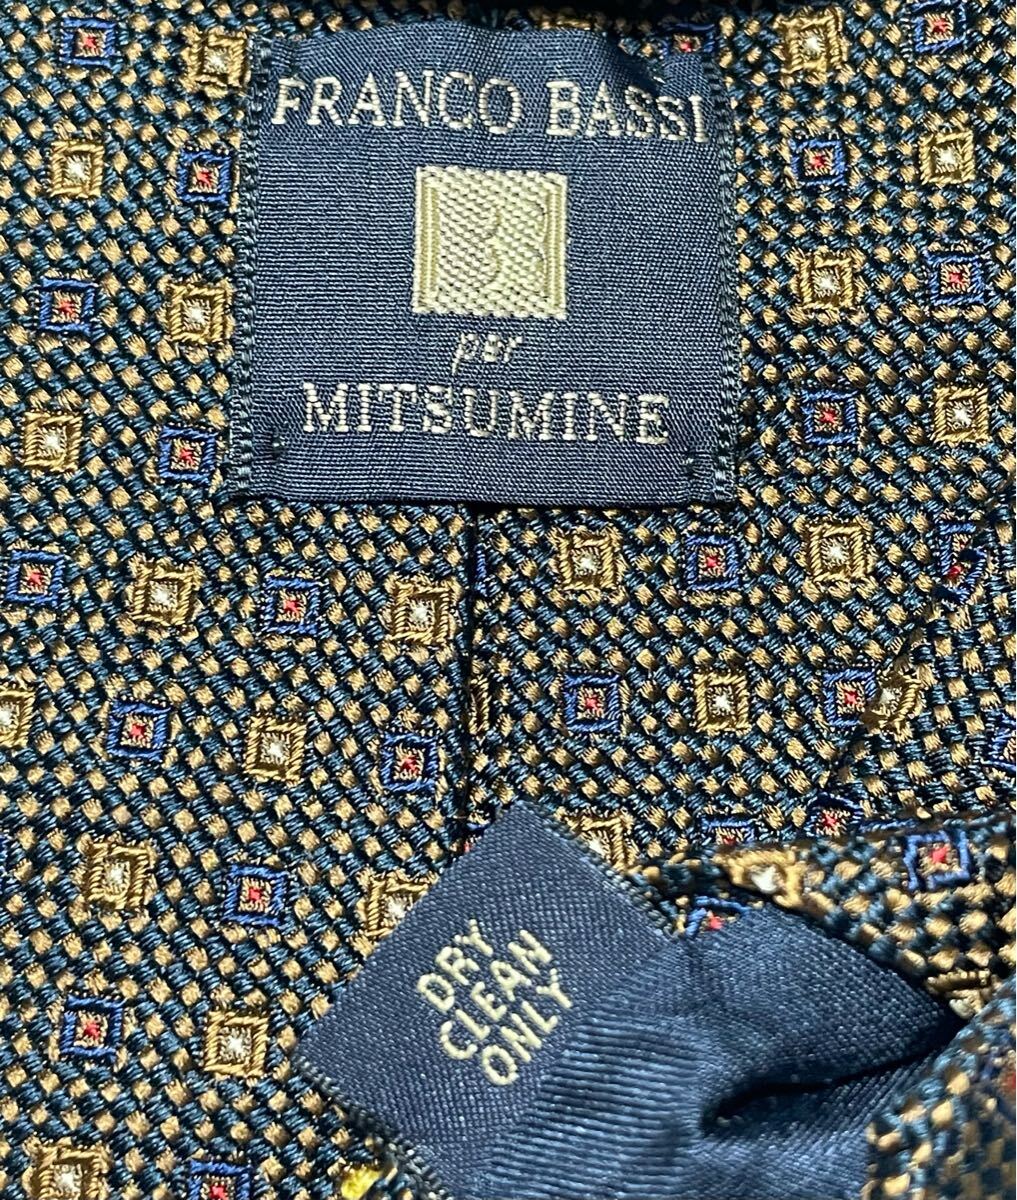 FRANCO BASSI
B
per
MITSUMINE
DRY
CLEAN
ONLY